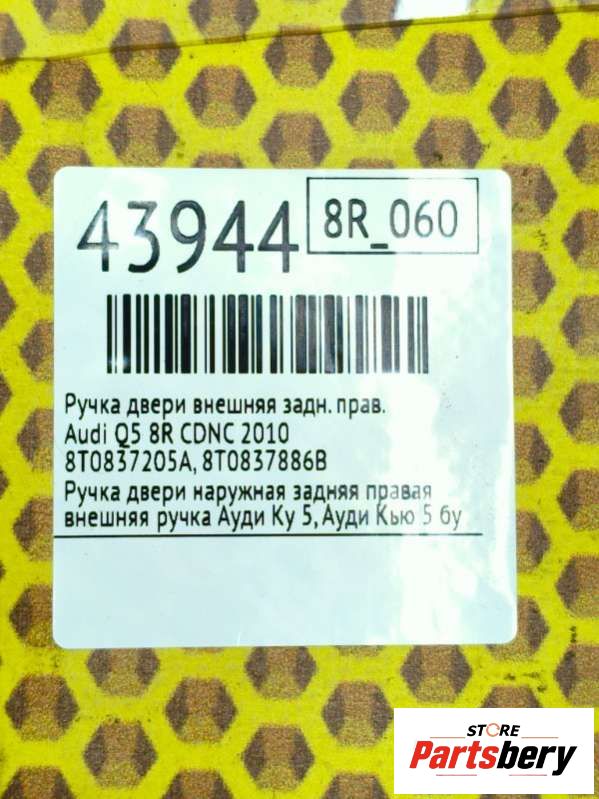 43944
8R_060
Ручка двери внешняя задн. прав.
Audi Q5 8R CDNC 2010
8T0837205A, 8T0837886B
Ручка двери наружная задняя правая
внешняя ручка Ауди Ку 5, Ауди Кью 5 бу
STORE
Partsbery